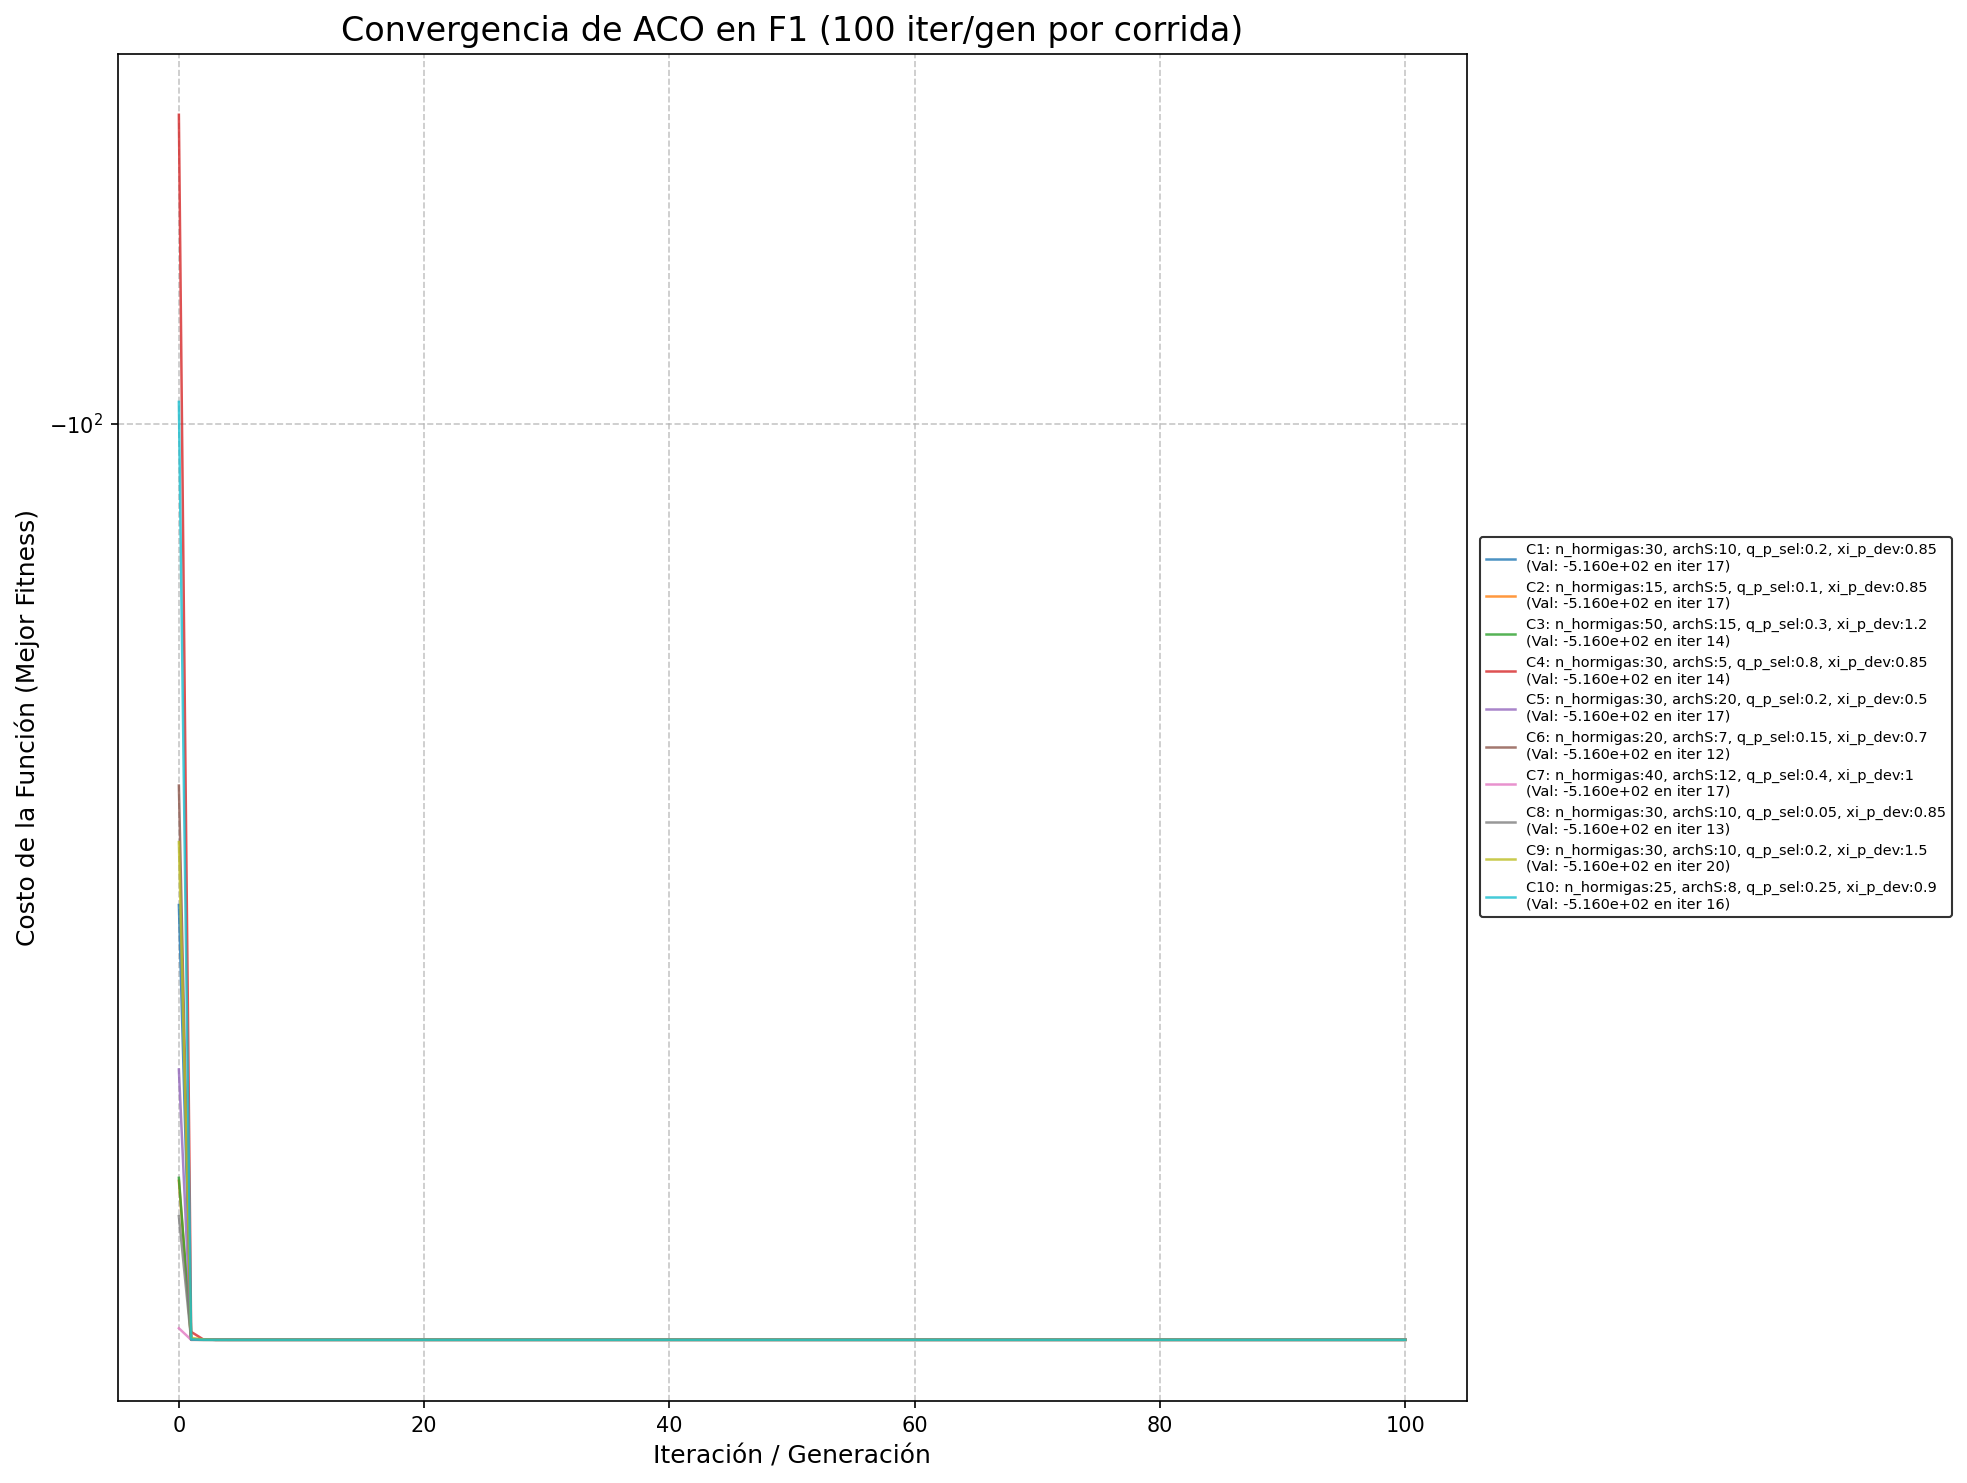 Convergencia de ACO en F1 (100 iter/gen por corrida)
Costo de la Función (Mejor Fitness)
−10²
0 20 40 60 80 100
Iteración / Generación
C1: n_hormigas:30, archS:10, q_p_sel:0.2, xi_p_dev:0.85
(Val: -5.160e+02 en iter 17)
C2: n_hormigas:15, archS:5, q_p_sel:0.1, xi_p_dev:0.85
(Val: -5.160e+02 en iter 17)
C3: n_hormigas:50, archS:15, q_p_sel:0.3, xi_p_dev:1.2
(Val: -5.160e+02 en iter 14)
C4: n_hormigas:30, archS:5, q_p_sel:0.8, xi_p_dev:0.85
(Val: -5.160e+02 en iter 14)
C5: n_hormigas:30, archS:20, q_p_sel:0.2, xi_p_dev:0.5
(Val: -5.160e+02 en iter 17)
C6: n_hormigas:20, archS:7, q_p_sel:0.15, xi_p_dev:0.7
(Val: -5.160e+02 en iter 12)
C7: n_hormigas:40, archS:12, q_p_sel:0.4, xi_p_dev:1
(Val: -5.160e+02 en iter 17)
C8: n_hormigas:30, archS:10, q_p_sel:0.05, xi_p_dev:0.85
(Val: -5.160e+02 en iter 13)
C9: n_hormigas:30, archS:10, q_p_sel:0.2, xi_p_dev:1.5
(Val: -5.160e+02 en iter 20)
C10: n_hormigas:25, archS:8, q_p_sel:0.25, xi_p_dev:0.9
(Val: -5.160e+02 en iter 16)